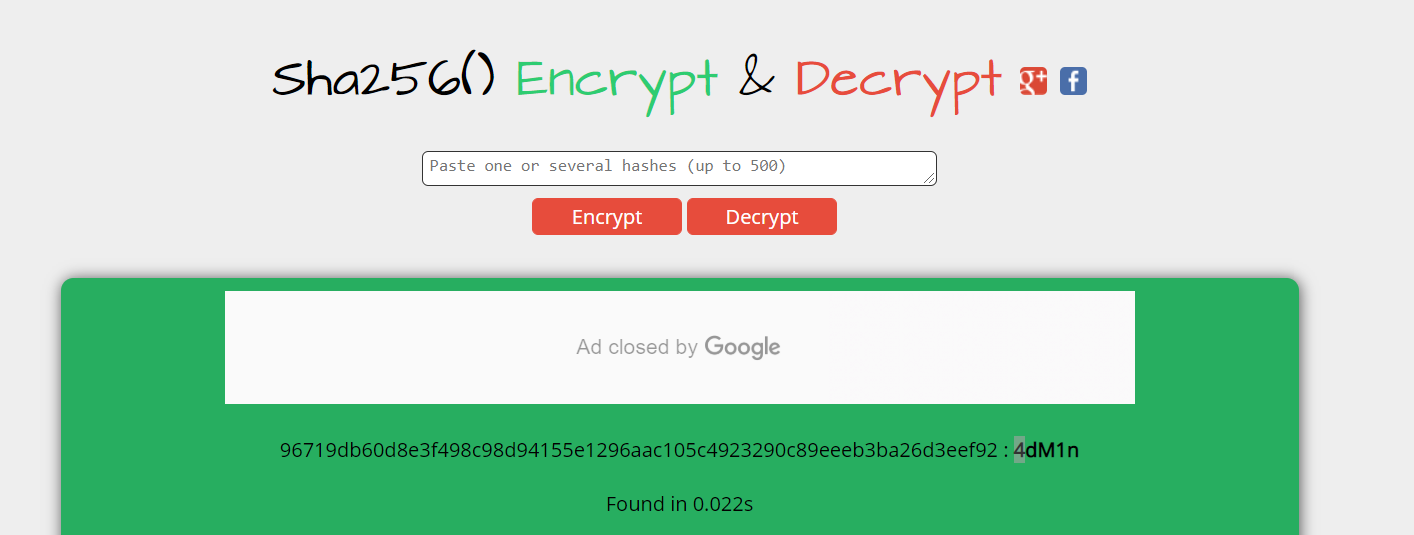 Sha256() Encrypt & Decrypt g+ f
Paste one or several hashes (up to 500)
Encrypt Decrypt
Ad closed by Google
96719db60d8e3f498c98d94155e1296aac105c4923290c89eeeb3ba26d3eef92 : 4dM1n
Found in 0.022s